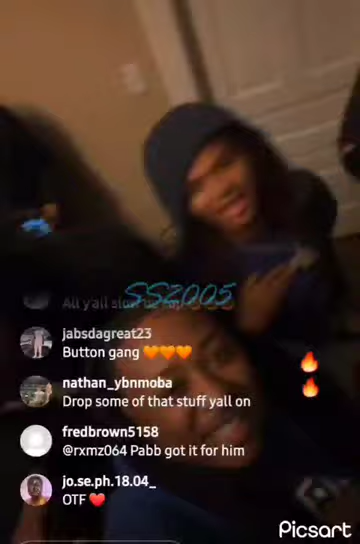 All y'all
SS2005
jabsdagreat23
Button gang 🧡🧡🧡
nathan_ybnmoba
Drop some of that stuff yall on
fredbrown5158
@rxmz064 Pabb got it for him
jo.se.ph.18.04_
OTF ❤️
Picsart